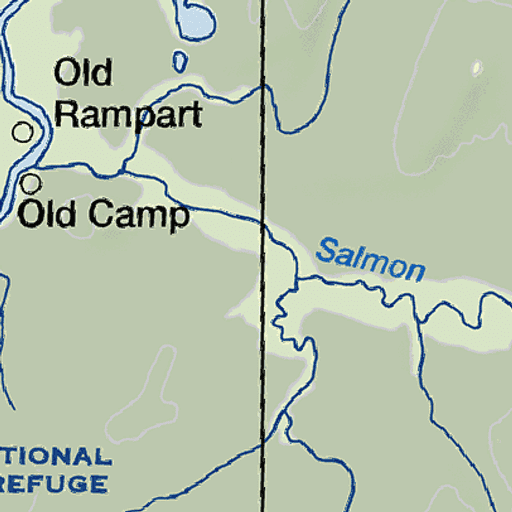 Old
Rampart
Old Camp
Salmon
TIONAL
REFUGE